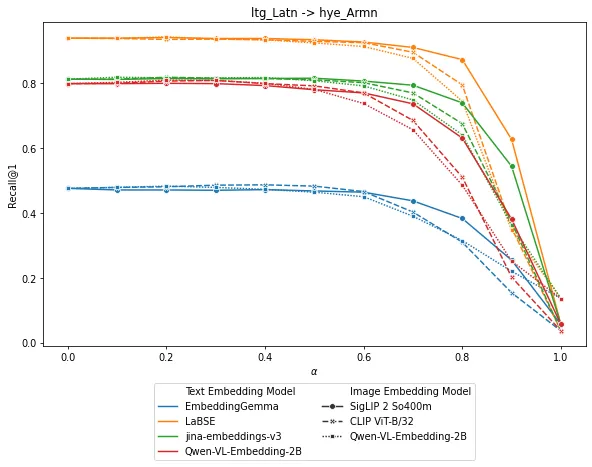 ltg_Latn -> hye_Armn
Recall@1
0.8
0.6
0.4
0.2
0.0
0.0 0.2 0.4 0.6 0.8 1.0
α
Text Embedding Model Image Embedding Model
EmbeddingGemma SigLIP 2 So400m
LaBSE CLIP ViT-B/32
jina-embeddings-v3 Qwen-VL-Embedding-2B
Qwen-VL-Embedding-2B